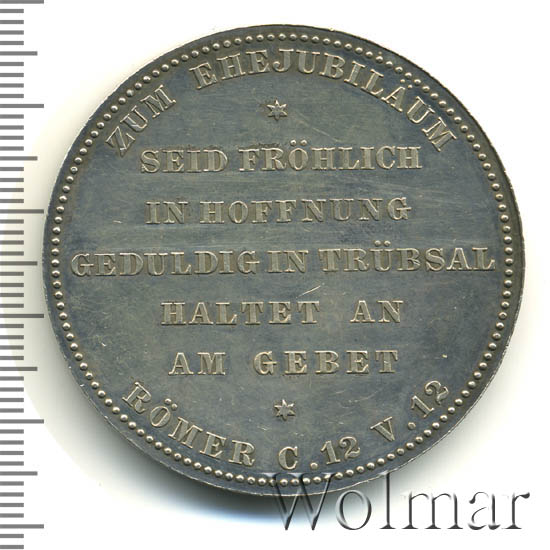 ZUM EHEJUBILÄUM
SEID FRÖHLICH
IN HOFFNUNG
GEDULDIG IN TRÜBSAL
HALTET AN
AM GEBET
RÖMER C. 12 V. 12
Wolmar